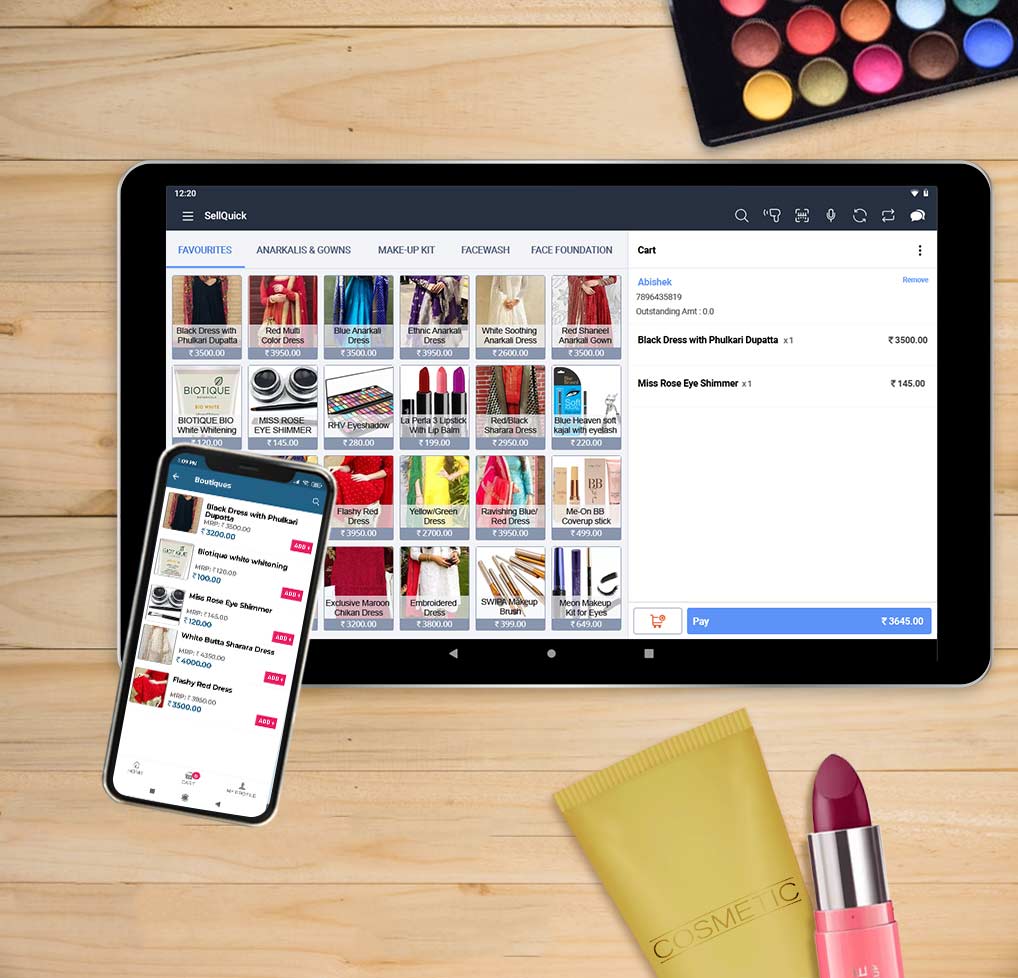 12:20
SellQuick
FAVOURITES ANARKALIS & GOWNS MAKE-UP KIT FACEWASH FACE FOUNDATION
Black Dress with
Phulkari Dupatta
₹ 3500.00
Red Multi
Color Dress
₹ 3950.00
Blue Anarkali
Dress
₹ 3500.00
Ethnic Anarkali
Dress
₹ 3950.00
White Soothing
Anarkali Dress
₹ 2600.00
Red Shaneel
Anarkali Gown
₹ 3500.00
BIOTIQUE
BIO WHITE
BIOTIQUE BIO
White Whitening
₹ 120.00
MISS ROSE
EYE SHIMMER
₹ 145.00
RHV Eyeshadow
₹ 280.00
La Perla 3 Lipstick
With Lip Balm
₹ 199.00
Red/Black
Sharara Dress
₹ 2950.00
Soft
Blue Heaven soft
kajal with eyelash
₹ 220.00
Flashy Red
Dress
₹ 3950.00
Yellow/Green
Dress
₹ 2700.00
Ravishing Blue/
Red Dress
₹ 3950.00
BB
Me-On BB
Coverup stick
₹ 499.00
Exclusive Maroon
Chikan Dress
₹ 3200.00
Embroidered
Dress
₹ 3800.00
SWIPA Makeup
Brush
₹ 399.00
Meon Makeup
Kit for Eyes
₹ 649.00
Cart
Abishek Remove
7896435819
Outstanding Amt : 0.0
Black Dress with Phulkari Dupatta x 1 ₹ 3500.00
Miss Rose Eye Shimmer x 1 ₹ 145.00
Pay ₹ 3645.00
1:09 PM
Boutiques
Black Dress with Phulkari
Dupatta
MRP: ₹ 3500.00
₹ 3200.00
ADD +
BIOTIQUE
Biotique white whitening
MRP: ₹ 120.00
₹ 100.00
ADD +
Miss Rose Eye Shimmer
MRP: ₹ 145.00
₹ 120.00
ADD +
White Butta Sharara Dress
MRP: ₹ 4350.00
₹ 4000.00
ADD +
Flashy Red Dress
MRP: ₹ 3950.00
₹ 3500.00
ADD +
HOME CART MY PROFILE
COSMETIC